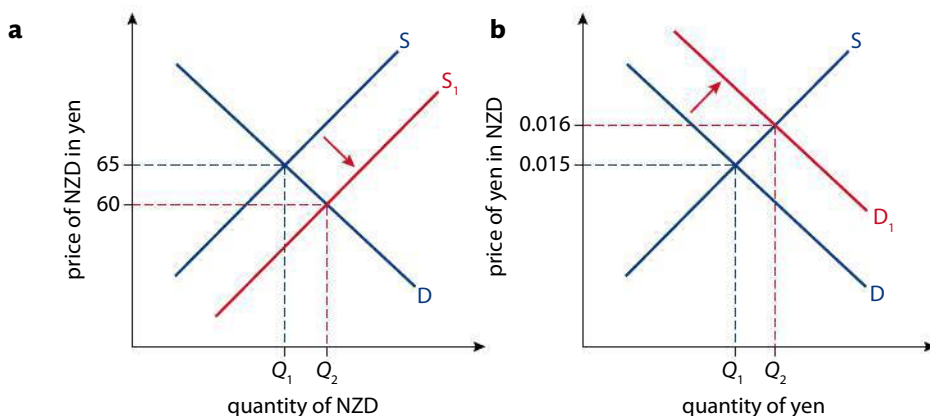 a
price of NZD in yen
65
60
S
S1
D
Q1 Q2
quantity of NZD
b
price of yen in NZD
0.016
0.015
S
D1
D
Q1 Q2
quantity of yen